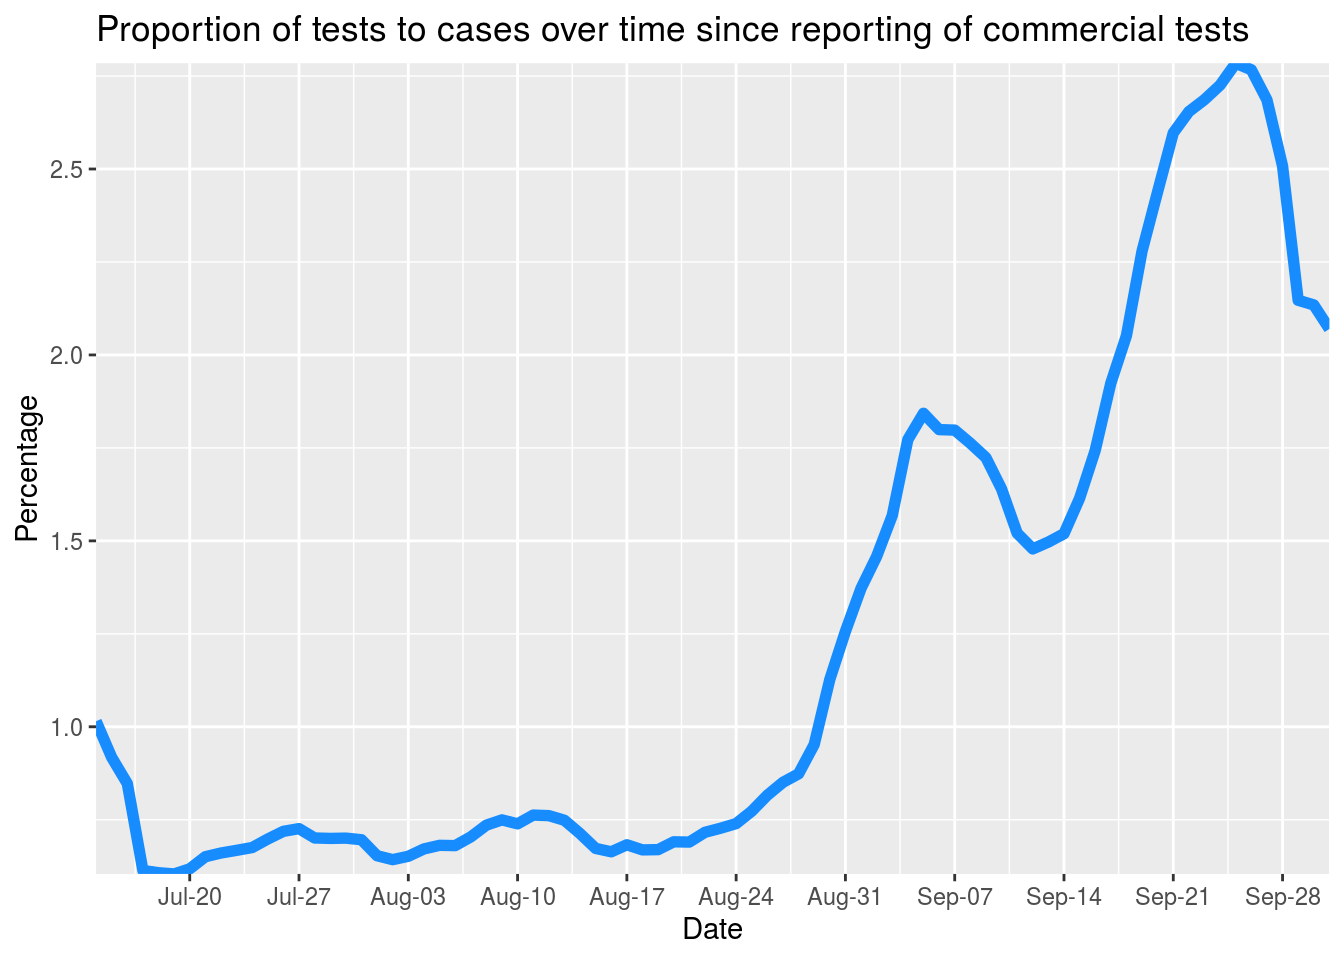 Proportion of tests to cases over time since reporting of commercial tests
2.5
2.0
1.5
1.0
Percentage
Jul-20 Jul-27 Aug-03 Aug-10 Aug-17 Aug-24 Aug-31 Sep-07 Sep-14 Sep-21 Sep-28
Date